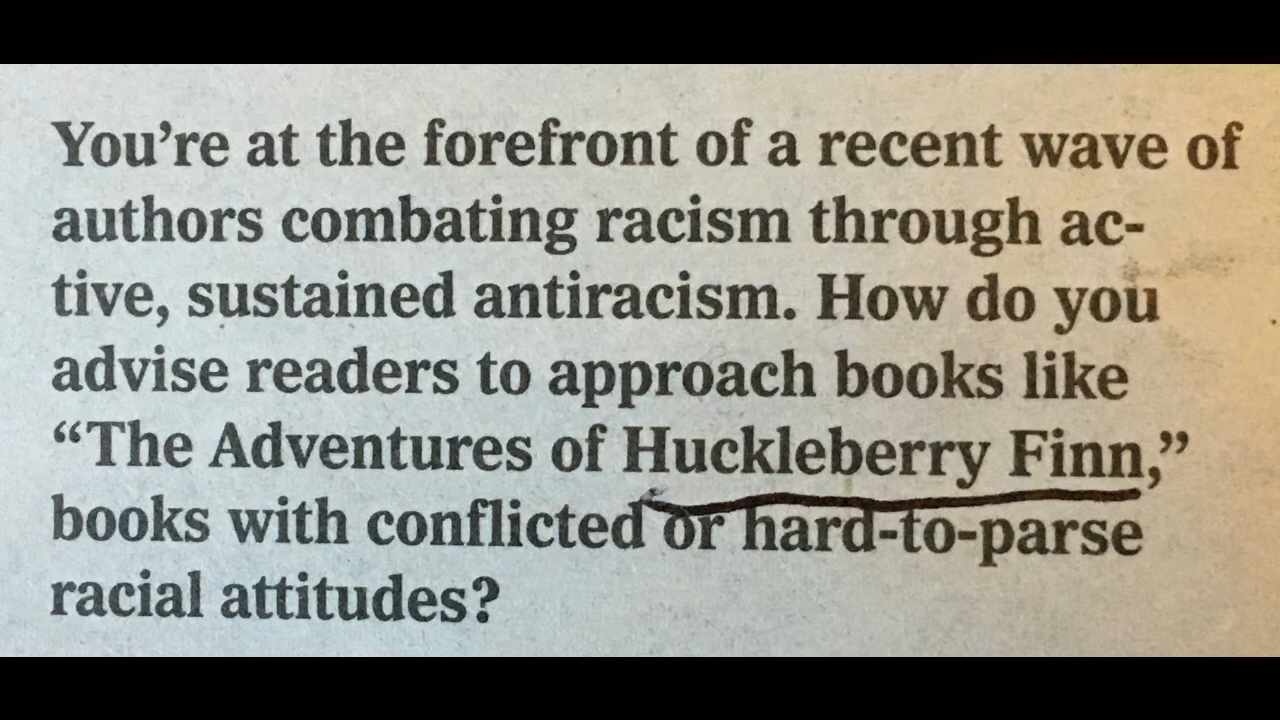 You’re at the forefront of a recent wave of
authors combating racism through ac-
tive, sustained antiracism. How do you
advise readers to approach books like
“The Adventures of Huckleberry Finn,”
books with conflicted or hard-to-parse
racial attitudes?